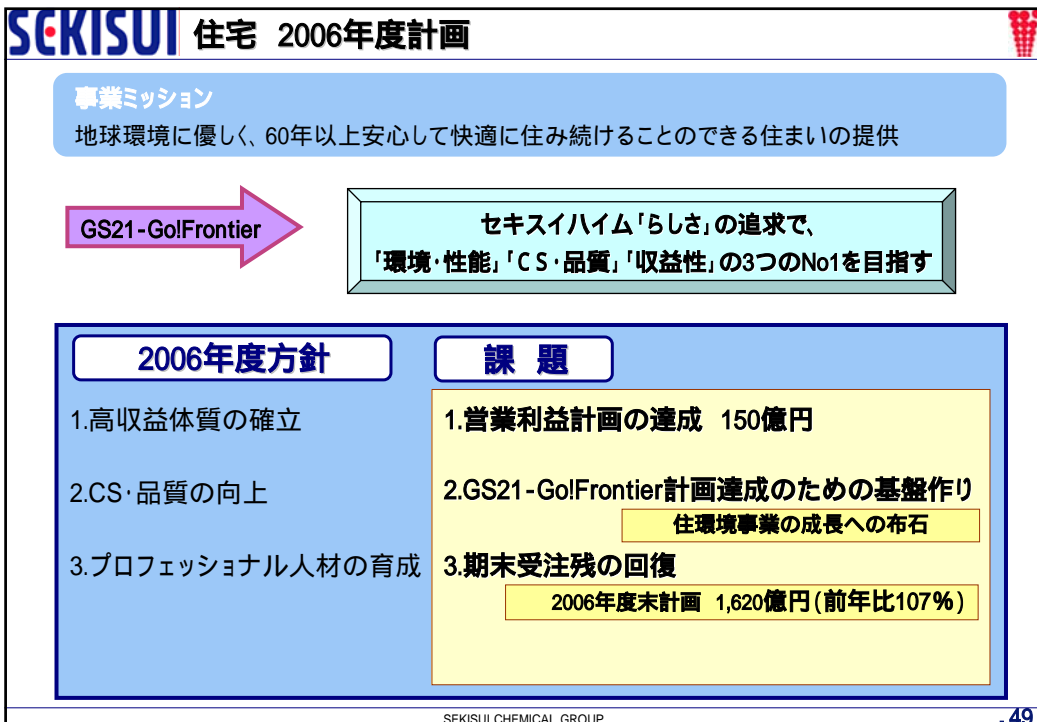 SEKISUI 住宅 2006年度計画
事業ミッション
地球環境に優しく、60年以上安心して快適に住み続けることのできる住まいの提供
GS21-Go!Frontier
セキスイハイム「らしさ」の追求で、
「環境・性能」「CS・品質」「収益性」の3つのNo1を目指す
2006年度方針
1.高収益体質の確立
2.CS・品質の向上
3.プロフェッショナル人材の育成
課 題
1.営業利益計画の達成 150億円
2.GS21-Go!Frontier計画達成のための基盤作り
住環境事業の成長への布石
3.期末受注残の回復
2006年度末計画 1,620億円(前年比107%)
SEKISUI CHEMICAL GROUP
- 49